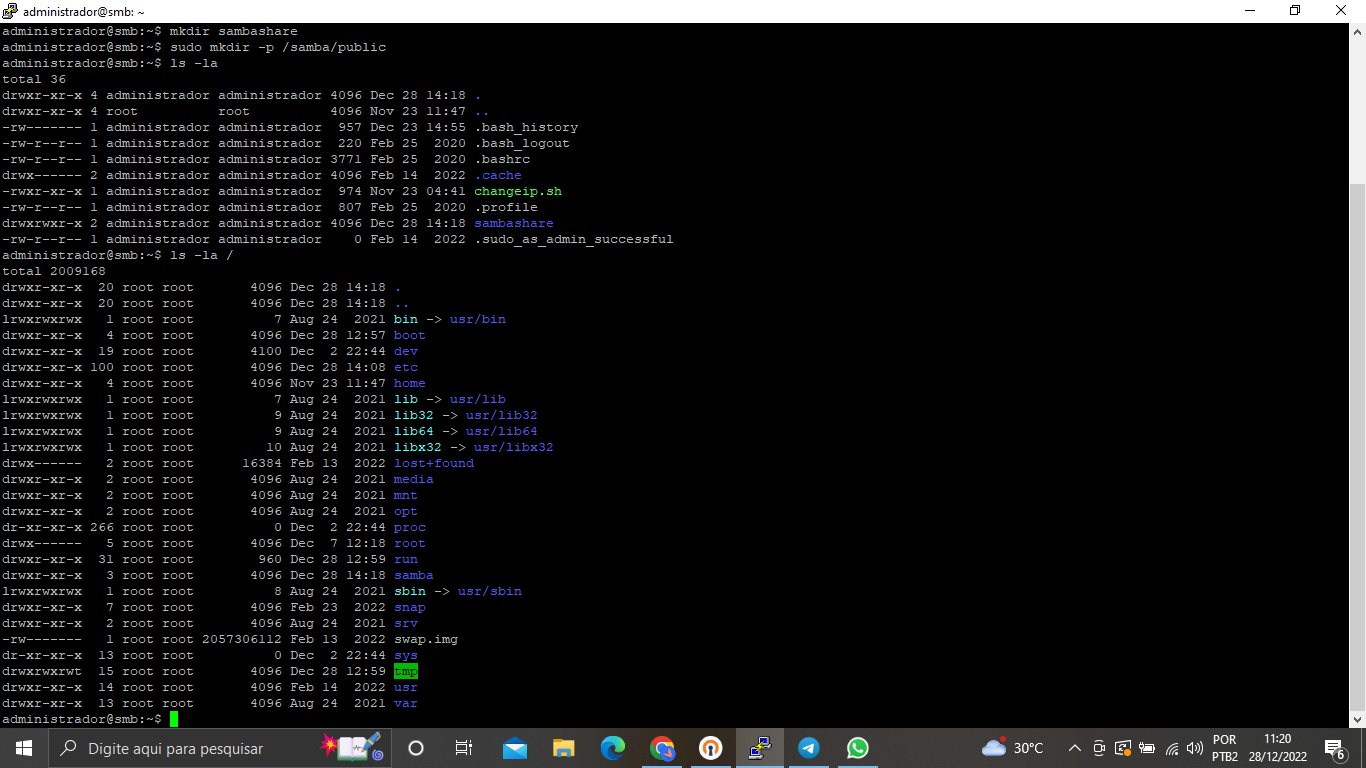 administrador@smb: ~
administrador@smb:~$ mkdir sambashare
administrador@smb:~$ sudo mkdir -p /samba/public
administrador@smb:~$ ls -la
total 36
drwxr-xr-x 4 administrador administrador 4096 Dec 28 14:18 .
drwxr-xr-x 4 root          root          4096 Nov 23 11:47 ..
-rw------- 1 administrador administrador  957 Dec 23 14:55 .bash_history
-rw-r--r-- 1 administrador administrador  220 Feb 25  2020 .bash_logout
-rw-r--r-- 1 administrador administrador 3771 Feb 25  2020 .bashrc
drwx------ 2 administrador administrador 4096 Feb 14  2022 .cache
-rwxr-xr-x 1 administrador administrador  974 Nov 23 04:41 changeip.sh
-rw-r--r-- 1 administrador administrador  807 Feb 25  2020 .profile
drwxrwxr-x 2 administrador administrador 4096 Dec 28 14:18 sambashare
-rw-r--r-- 1 administrador administrador    0 Feb 14  2022 .sudo_as_admin_successful
administrador@smb:~$ ls -la /
total 2009168
drwxr-xr-x  20 root root       4096 Dec 28 14:18 .
drwxr-xr-x  20 root root       4096 Dec 28 14:18 ..
lrwxrwxrwx   1 root root          7 Aug 24  2021 bin -> usr/bin
drwxr-xr-x   4 root root       4096 Dec 28 12:57 boot
drwxr-xr-x  19 root root       4100 Dec  2 22:44 dev
drwxr-xr-x 100 root root       4096 Dec 28 14:08 etc
drwxr-xr-x   4 root root       4096 Nov 23 11:47 home
lrwxrwxrwx   1 root root          7 Aug 24  2021 lib -> usr/lib
lrwxrwxrwx   1 root root          9 Aug 24  2021 lib32 -> usr/lib32
lrwxrwxrwx   1 root root          9 Aug 24  2021 lib64 -> usr/lib64
lrwxrwxrwx   1 root root         10 Aug 24  2021 libx32 -> usr/libx32
drwx------   2 root root      16384 Feb 13  2022 lost+found
drwxr-xr-x   2 root root       4096 Aug 24  2021 media
drwxr-xr-x   2 root root       4096 Aug 24  2021 mnt
drwxr-xr-x   2 root root       4096 Aug 24  2021 opt
dr-xr-xr-x 266 root root          0 Dec  2 22:44 proc
drwx------   5 root root       4096 Dec  7 12:18 root
drwxr-xr-x  31 root root        960 Dec 28 12:59 run
drwxr-xr-x   3 root root       4096 Dec 28 14:18 samba
lrwxrwxrwx   1 root root          8 Aug 24  2021 sbin -> usr/sbin
drwxr-xr-x   7 root root       4096 Feb 23  2022 snap
drwxr-xr-x   2 root root       4096 Aug 24  2021 srv
-rw-------   1 root root 2057306112 Feb 13  2022 swap.img
dr-xr-xr-x  13 root root          0 Dec  2 22:44 sys
drwxrwxrwt  15 root root       4096 Dec 28 12:59 tmp
drwxr-xr-x  14 root root       4096 Feb 14  2022 usr
drwxr-xr-x  13 root root       4096 Aug 24  2021 var
administrador@smb:~$
Digite aqui para pesquisar
30°C
POR
PTB2
11:20
28/12/2022
6